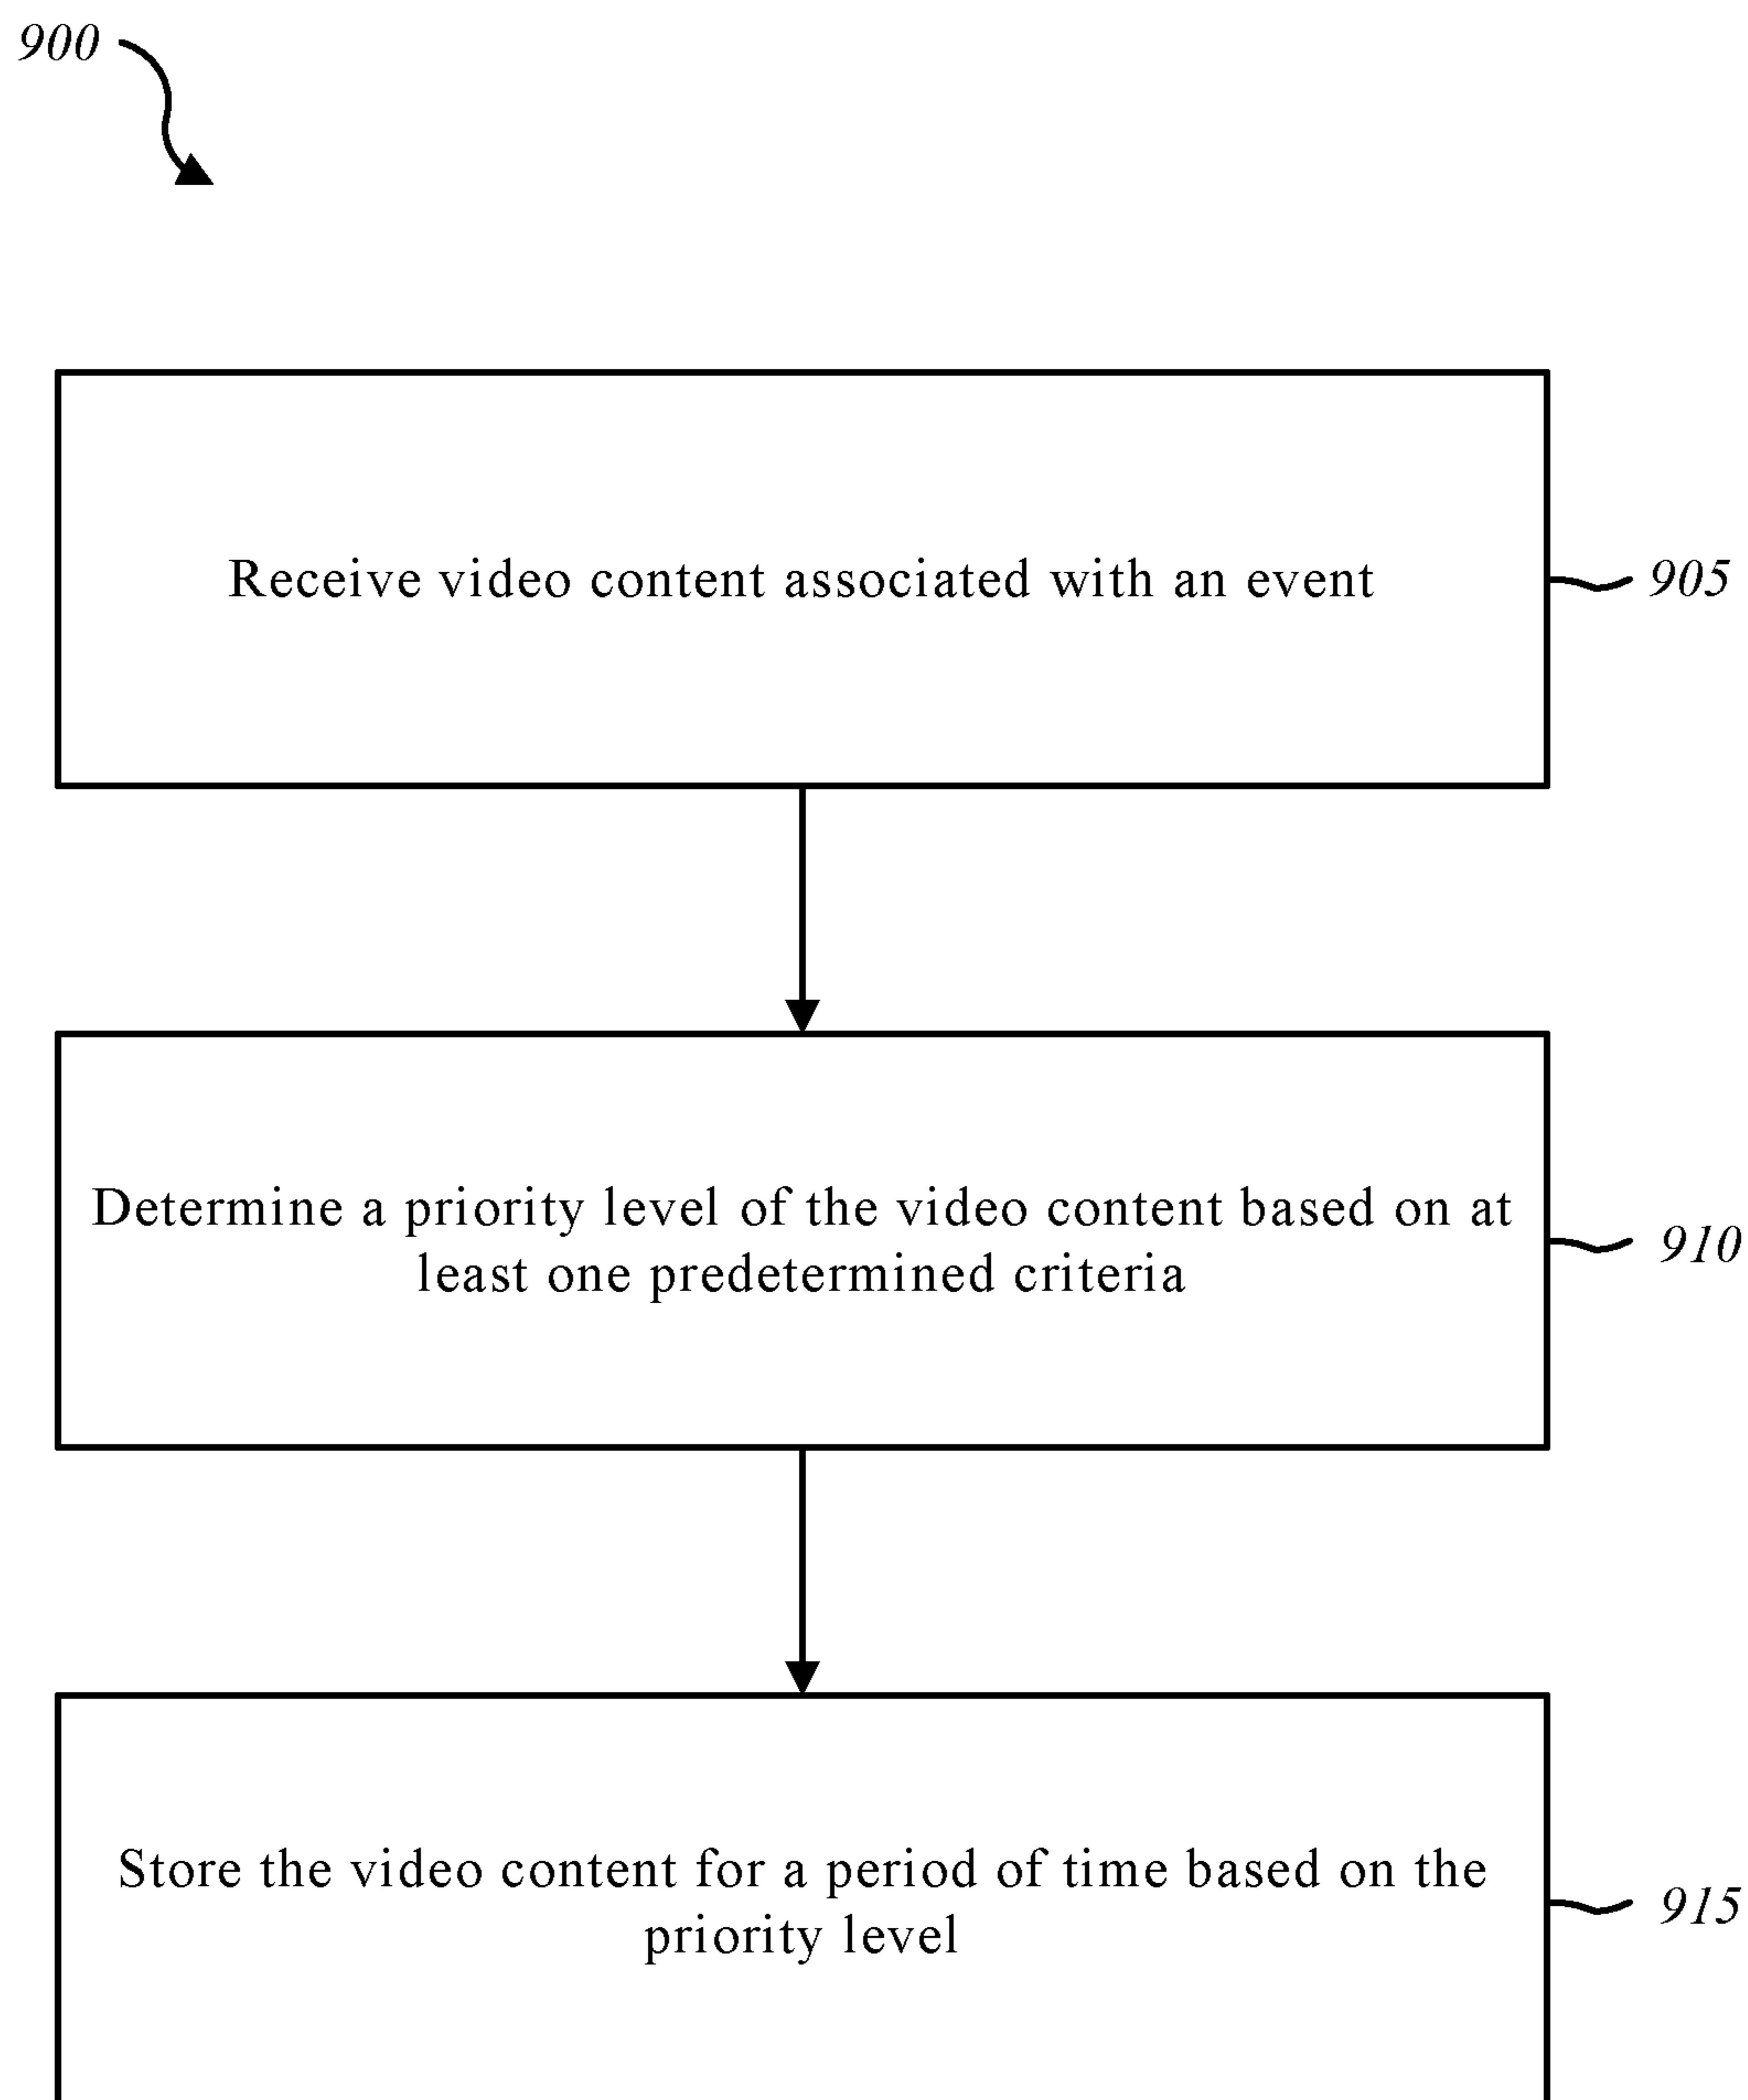 900
Receive video content associated with an event
905
Determine a priority level of the video content based on at
least one predetermined criteria
910
Store the video content for a period of time based on the
priority level
915